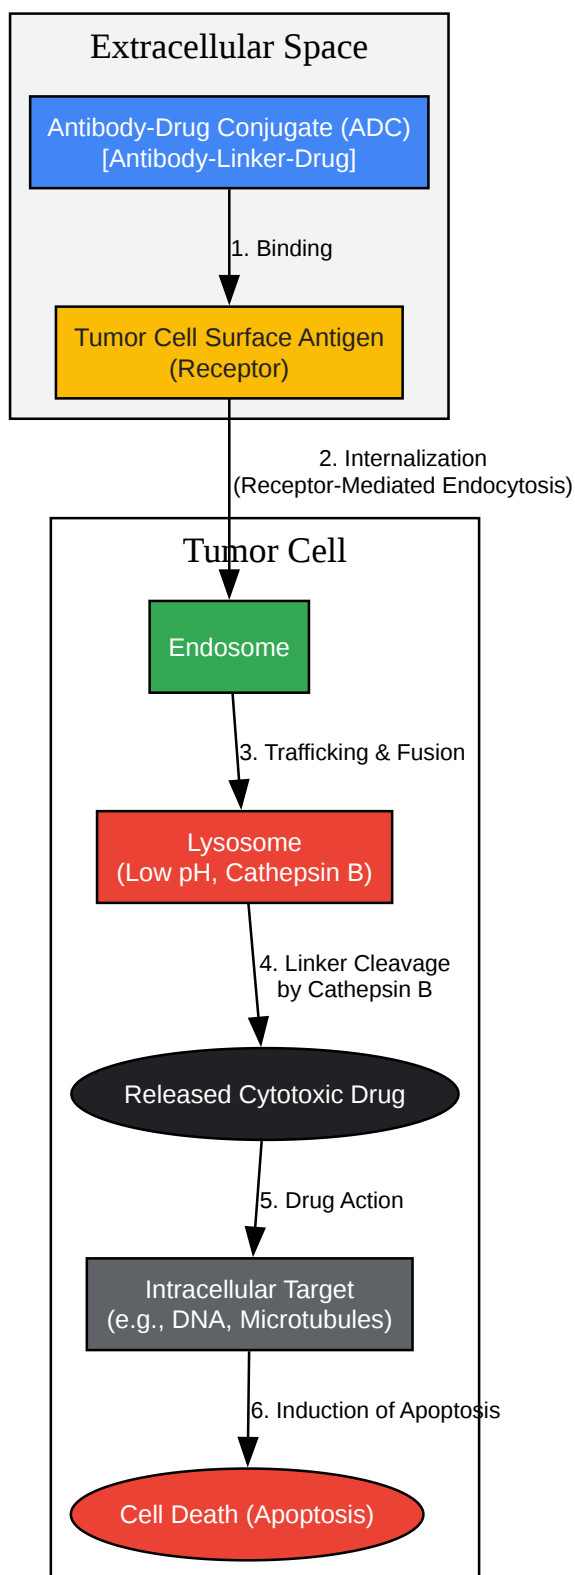 Extracellular Space
Antibody-Drug Conjugate (ADC)
[Antibody-Linker-Drug]
1. Binding
Tumor Cell Surface Antigen
(Receptor)
2. Internalization
(Receptor-Mediated Endocytosis)
Tumor Cell
Endosome
3. Trafficking & Fusion
Lysosome
(Low pH, Cathepsin B)
4. Linker Cleavage
by Cathepsin B
Released Cytotoxic Drug
5. Drug Action
Intracellular Target
(e.g., DNA, Microtubules)
6. Induction of Apoptosis
Cell Death (Apoptosis)